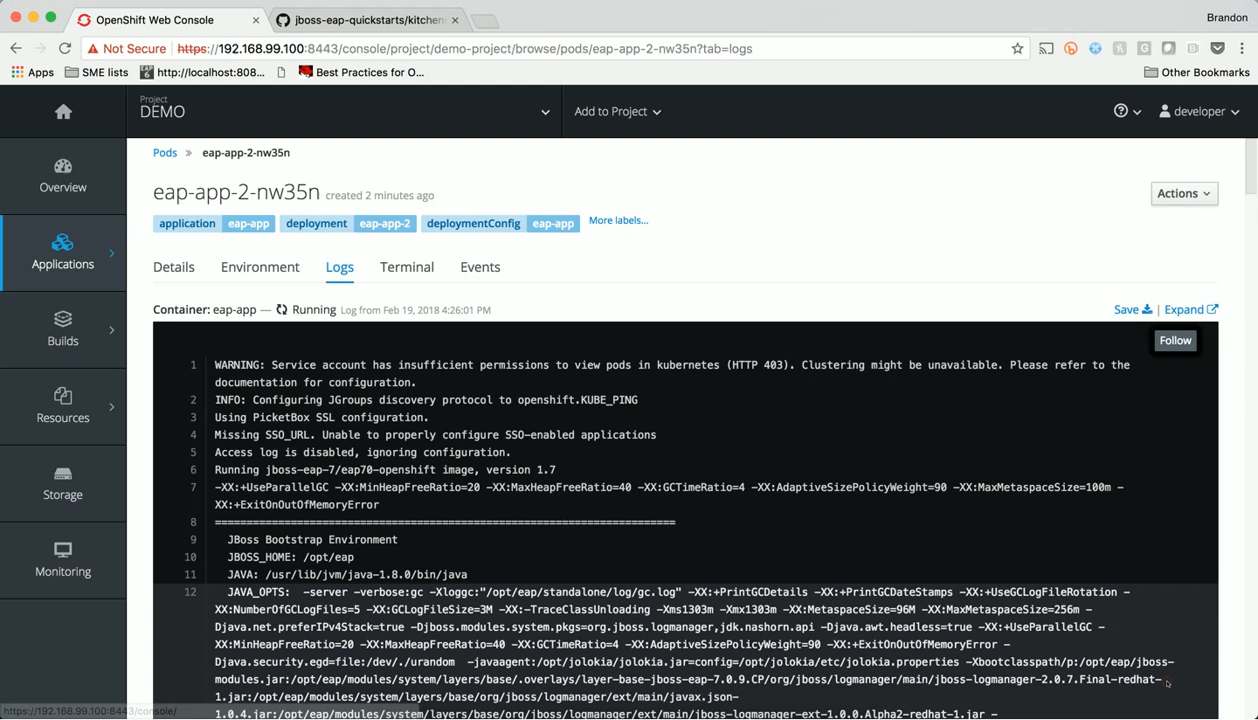 OpenShift Web Console
jboss-eap-quickstarts/kitchen
Brandon
Not Secure https://192.168.99.100:8443/console/project/demo-project/browse/pods/eap-app-2-nw35n?tab=logs
Apps SME lists http://localhost:808... Best Practices for O... Other Bookmarks
Project
DEMO
Add to Project
developer
Overview
Applications
Builds
Resources
Storage
Monitoring
Pods » eap-app-2-nw35n
eap-app-2-nw35n created 2 minutes ago
Actions
application eap-app deployment eap-app-2 deploymentConfig eap-app More labels...
Details Environment Logs Terminal Events
Container: eap-app — Running Log from Feb 19, 2018 4:26:01 PM
Save | Expand
Follow
1 WARNING: Service account has insufficient permissions to view pods in kubernetes (HTTP 403). Clustering might be unavailable. Please refer to the
documentation for configuration.
2 INFO: Configuring JGroups discovery protocol to openshift.KUBE_PING
3 Using PicketBox SSL configuration.
4 Missing SSO_URL. Unable to properly configure SSO-enabled applications
5 Access log is disabled, ignoring configuration.
6 Running jboss-eap-7/eap70-openshift image, version 1.7
7 -XX:+UseParallelGC -XX:MinHeapFreeRatio=20 -XX:MaxHeapFreeRatio=40 -XX:GCTimeRatio=4 -XX:AdaptiveSizePolicyWeight=90 -XX:MaxMetaspaceSize=100m -
XX:+ExitOnOutOfMemoryError
8 =========================================================================
9 JBoss Bootstrap Environment
10 JBOSS_HOME: /opt/eap
11 JAVA: /usr/lib/jvm/java-1.8.0/bin/java
12 JAVA_OPTS: -server -verbose:gc -Xloggc:"/opt/eap/standalone/log/gc.log" -XX:+PrintGCDetails -XX:+PrintGCDateStamps -XX:+UseGCLogFileRotation -
XX:NumberOfGCLogFiles=5 -XX:GCLogFileSize=3M -XX:-TraceClassUnloading -Xms1303m -Xmx1303m -XX:MetaspaceSize=96M -XX:MaxMetaspaceSize=256m -
Djava.net.preferIPv4Stack=true -Djboss.modules.system.pkgs=org.jboss.logmanager,jdk.nashorn.api -Djava.awt.headless=true -XX:+UseParallelGC -
XX:MinHeapFreeRatio=20 -XX:MaxHeapFreeRatio=40 -XX:GCTimeRatio=4 -XX:AdaptiveSizePolicyWeight=90 -XX:+ExitOnOutOfMemoryError -
Djava.security.egd=file:/dev/./urandom -javaagent:/opt/jolokia/jolokia.jar=config=/opt/jolokia/etc/jolokia.properties -Xbootclasspath/p:/opt/eap/jboss-
modules.jar:/opt/eap/modules/system/layers/base/.overlays/layer-base-jboss-eap-7.0.9.CP/org/jboss/logmanager/main/jboss-logmanager-2.0.7.Final-redhat-
1.jar:/opt/eap/modules/system/layers/base/org/jboss/logmanager/ext/main/javax.json-
1.0.4.jar:/opt/eap/modules/system/layers/base/org/jboss/logmanager/ext/main/jboss-logmanager-ext-1.0.0.Alpha2-redhat-1.jar -
https://192.168.99.100:8443/console/